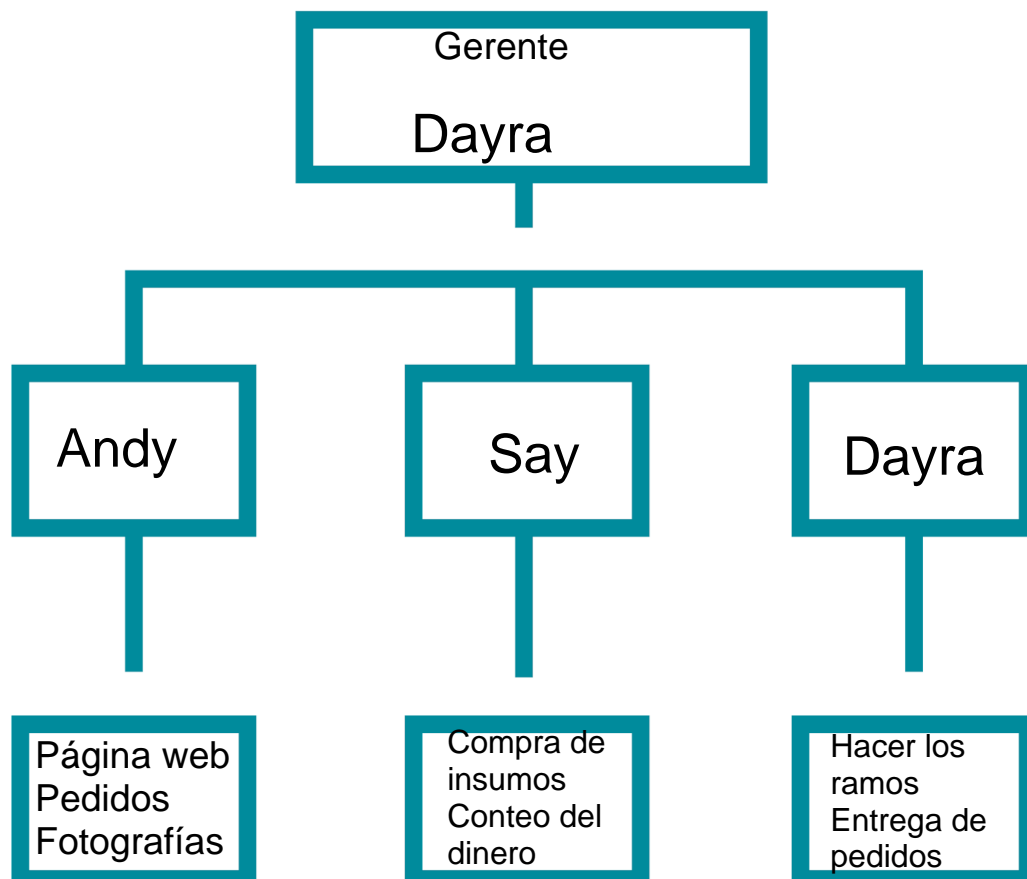 Gerente
Dayra
Andy
Say
Dayra
Página web
Pedidos
Fotografías
Compra de
insumos
Conteo del
dinero
Hacer los
ramos
Entrega de
pedidos